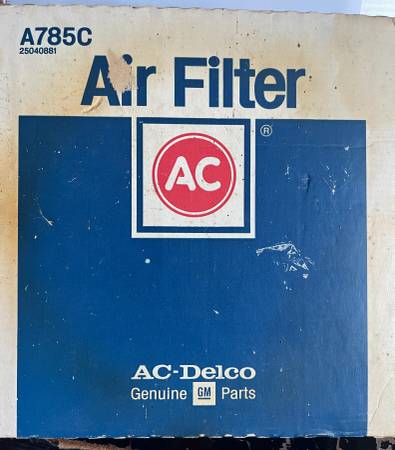 A785C
25040881
Air Filter
®
AC
AC-Delco
Genuine GM Parts